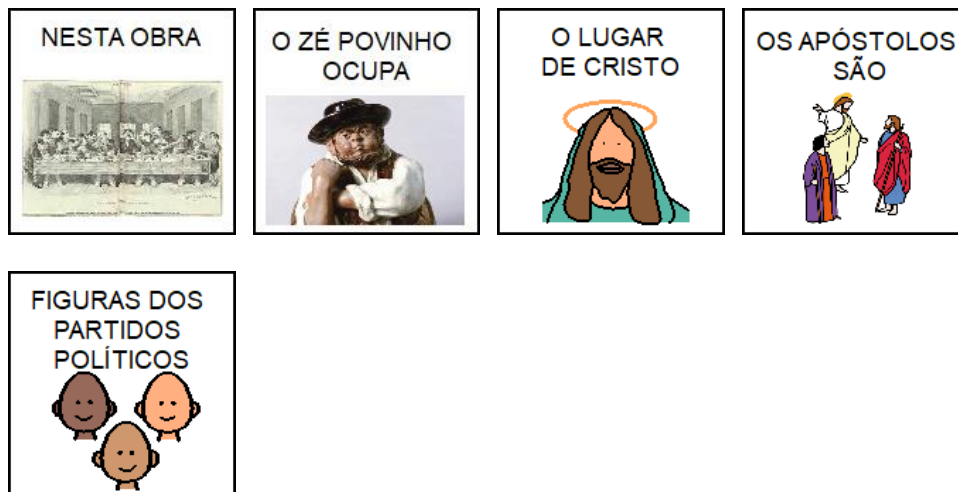 NESTA OBRA
O ZÉ POVINHO
OCUPA
O LUGAR
DE CRISTO
OS APÓSTOLOS
SÃO
FIGURAS DOS
PARTIDOS
POLÍTICOS